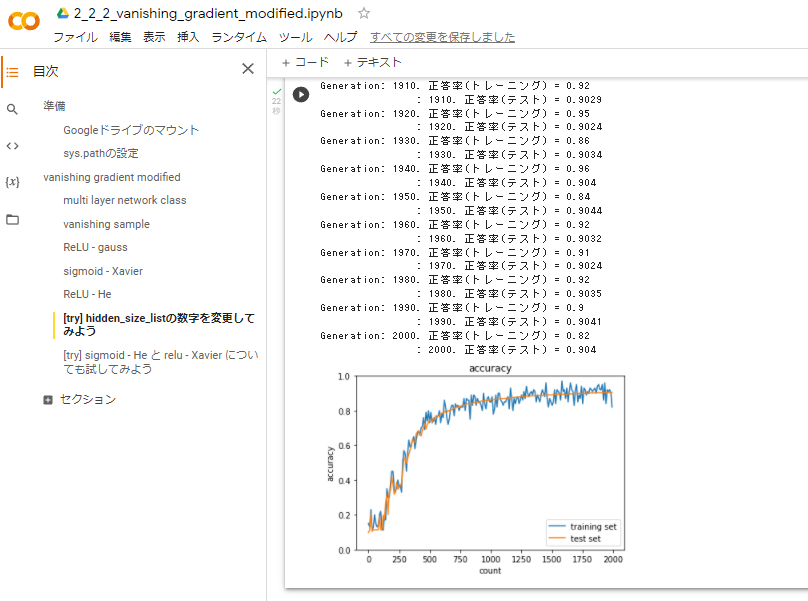 2_2_2_vanishing_gradient_modified.ipynb
ファイル 編集 表示 挿入 ランタイム ツール ヘルプ すべての変更を保存しました
目次
+ コード + テキスト
準備
Googleドライブのマウント
sys.pathの設定
vanishing gradient modified
multi layer network class
vanishing sample
ReLU - gauss
sigmoid - Xavier
ReLU - He
[try] hidden_size_listの数字を変更して
みよう
[try] sigmoid - He と relu - Xavier につい
ても試してみよう
セクション
22
秒
Generation: 1910. 正答率(トレーニング) = 0.92
: 1910. 正答率(テスト) = 0.9029
Generation: 1920. 正答率(トレーニング) = 0.95
: 1920. 正答率(テスト) = 0.9024
Generation: 1930. 正答率(トレーニング) = 0.86
: 1930. 正答率(テスト) = 0.9034
Generation: 1940. 正答率(トレーニング) = 0.96
: 1940. 正答率(テスト) = 0.904
Generation: 1950. 正答率(トレーニング) = 0.84
: 1950. 正答率(テスト) = 0.9044
Generation: 1960. 正答率(トレーニング) = 0.92
: 1960. 正答率(テスト) = 0.9032
Generation: 1970. 正答率(トレーニング) = 0.91
: 1970. 正答率(テスト) = 0.9024
Generation: 1980. 正答率(トレーニング) = 0.92
: 1980. 正答率(テスト) = 0.9035
Generation: 1990. 正答率(トレーニング) = 0.9
: 1990. 正答率(テスト) = 0.9041
Generation: 2000. 正答率(トレーニング) = 0.82
: 2000. 正答率(テスト) = 0.904
accuracy
1.0
0.8
0.6
0.4
0.2
0.0
accuracy
training set
test set
0 250 500 750 1000 1250 1500 1750 2000
count
{x}